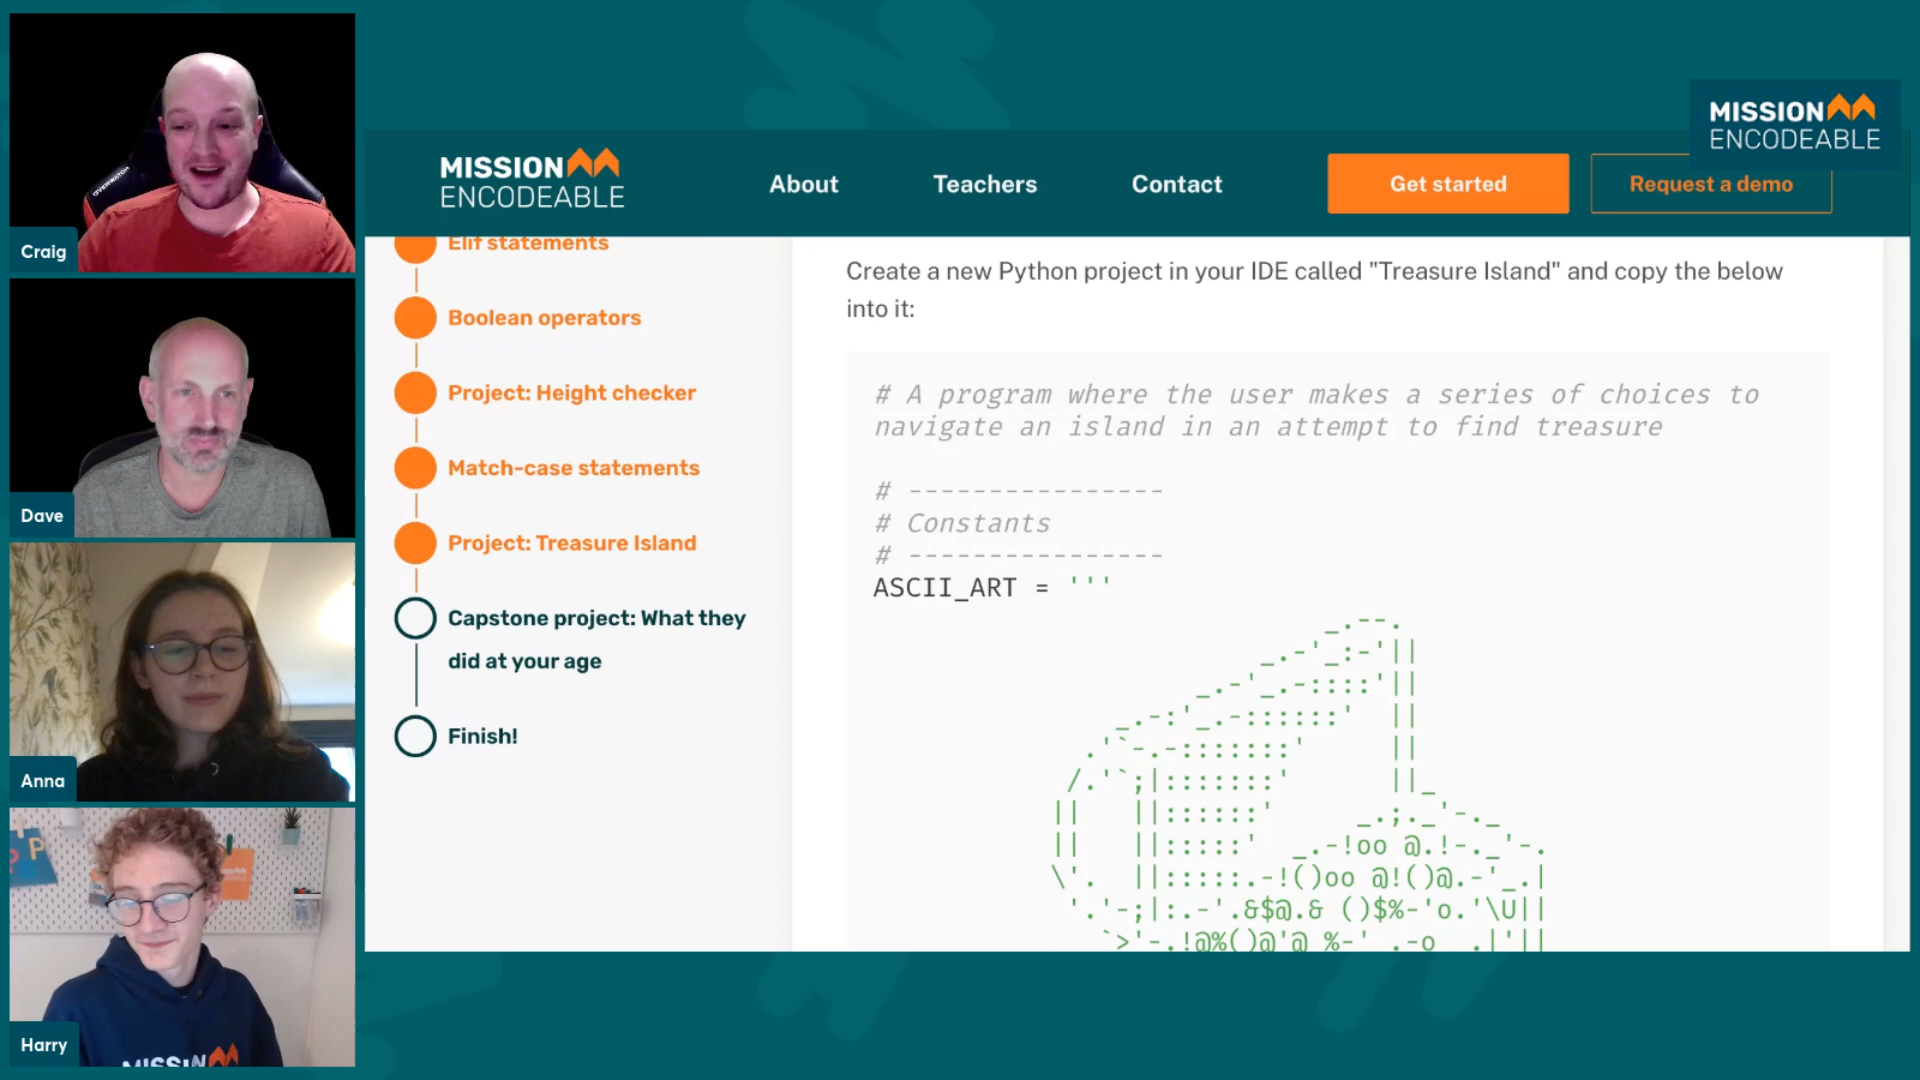 Craig
Dave
Anna
Harry
MISSION
ENCODEABLE
MISSION
ENCODEABLE
About
Teachers
Contact
Get started
Request a demo
Elif statements
Boolean operators
Project: Height checker
Match-case statements
Project: Treasure Island
Capstone project: What they
did at your age
Finish!
Create a new Python project in your IDE called "Treasure Island" and copy the below
into it:
# A program where the user makes a series of choices to
navigate an island in an attempt to find treasure
# ----------------
# Constants
# ----------------
ASCII_ART = '''